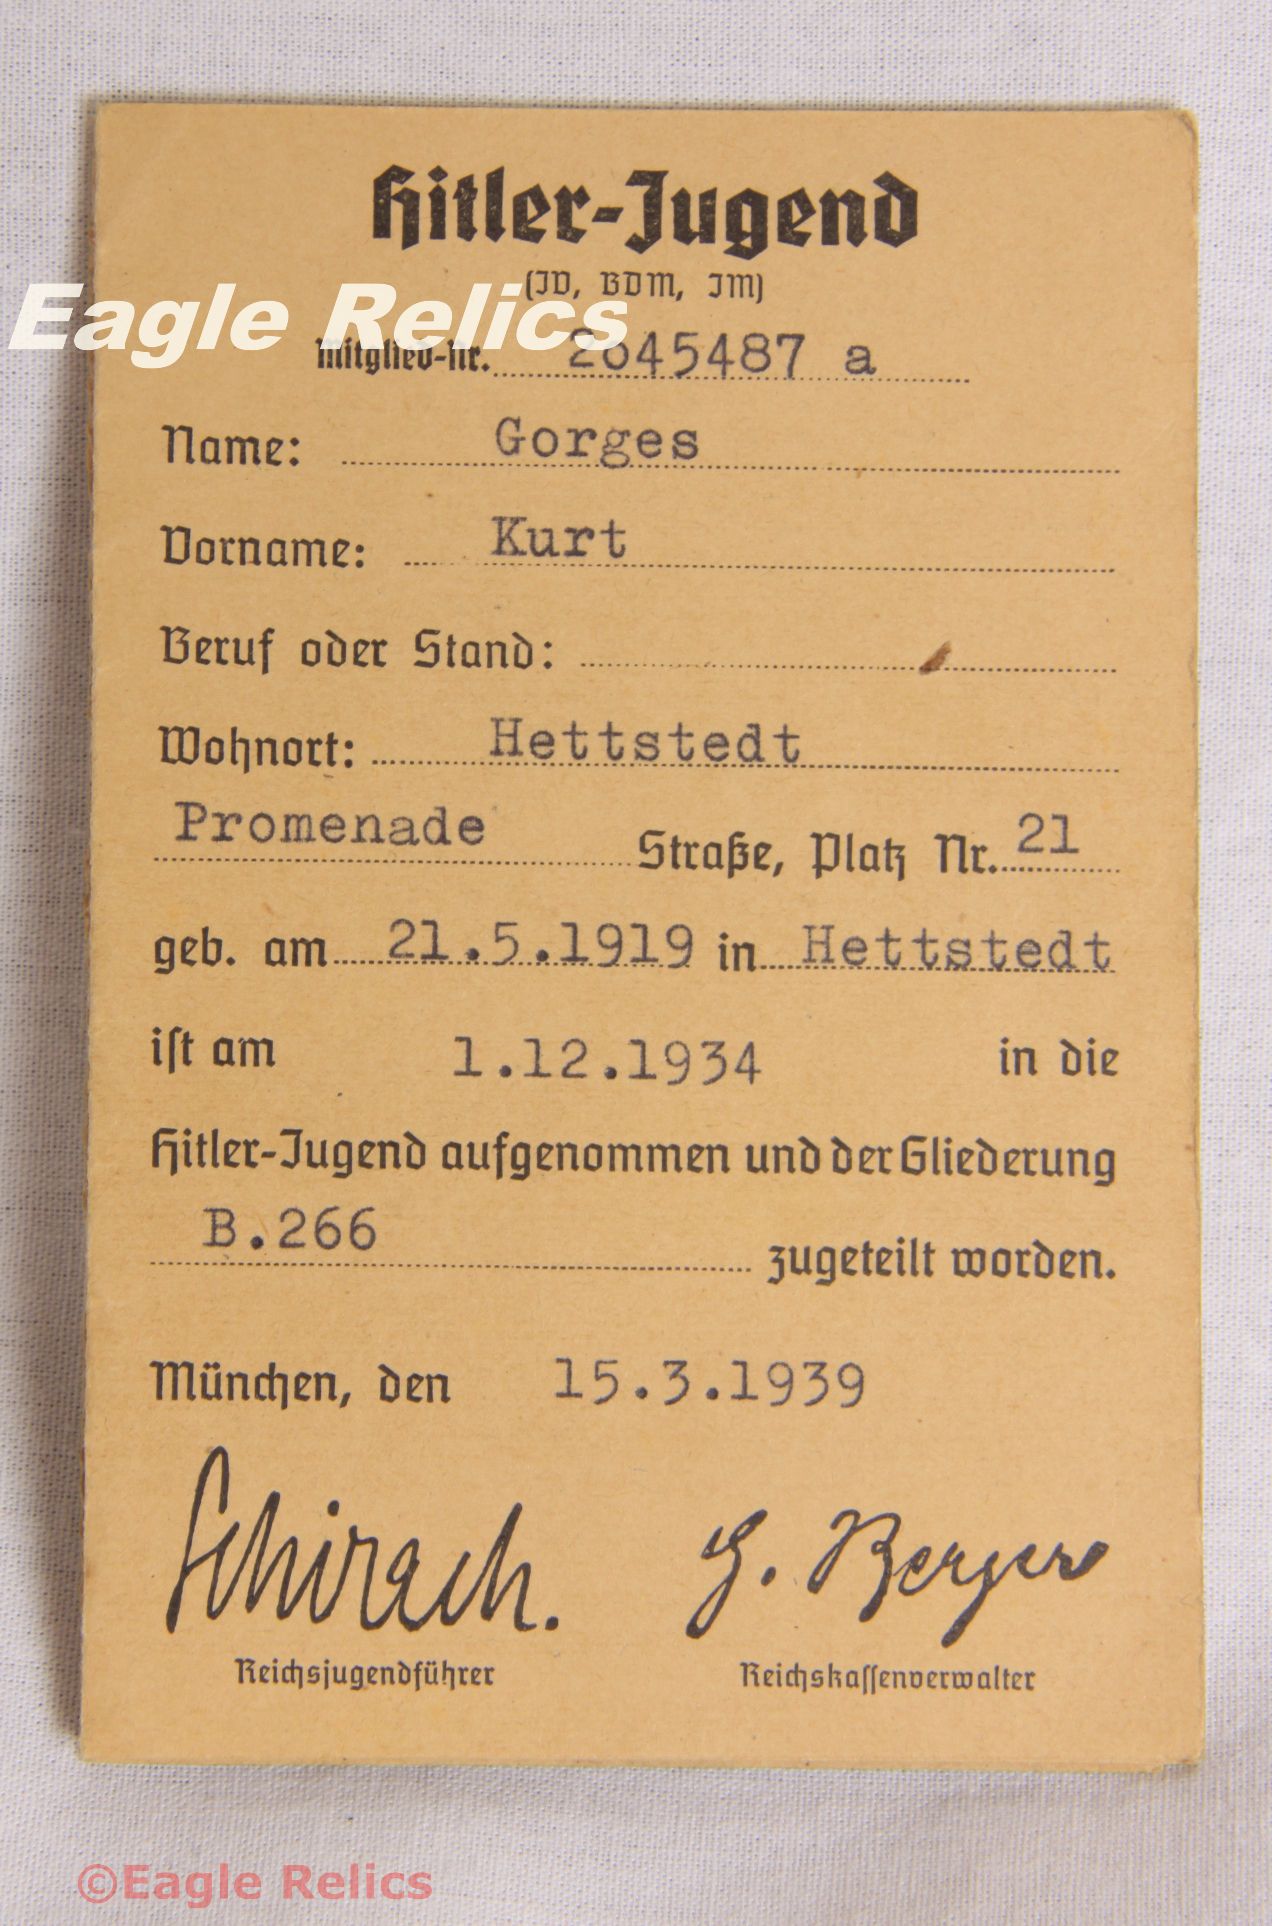 Hitler-Jugend
(JV, BDM, JM)
Eagle Relics
Mitglied-Nr. 2645487 a
Name: Gorges
Vorname: Kurt
Beruf oder Stand:
Wohnort: Hettstedt
Promenade Straße, Platz Nr. 21
geb. am 21.5.1919 in Hettstedt
ist am 1.12.1934 in die
Hitler-Jugend aufgenommen und der Gliederung
B.266 zugeteilt worden.
München, den 15.3.1939
Schirach. G. Berger
Reichsjugendführer Reichskassenverwalter
©Eagle Relics